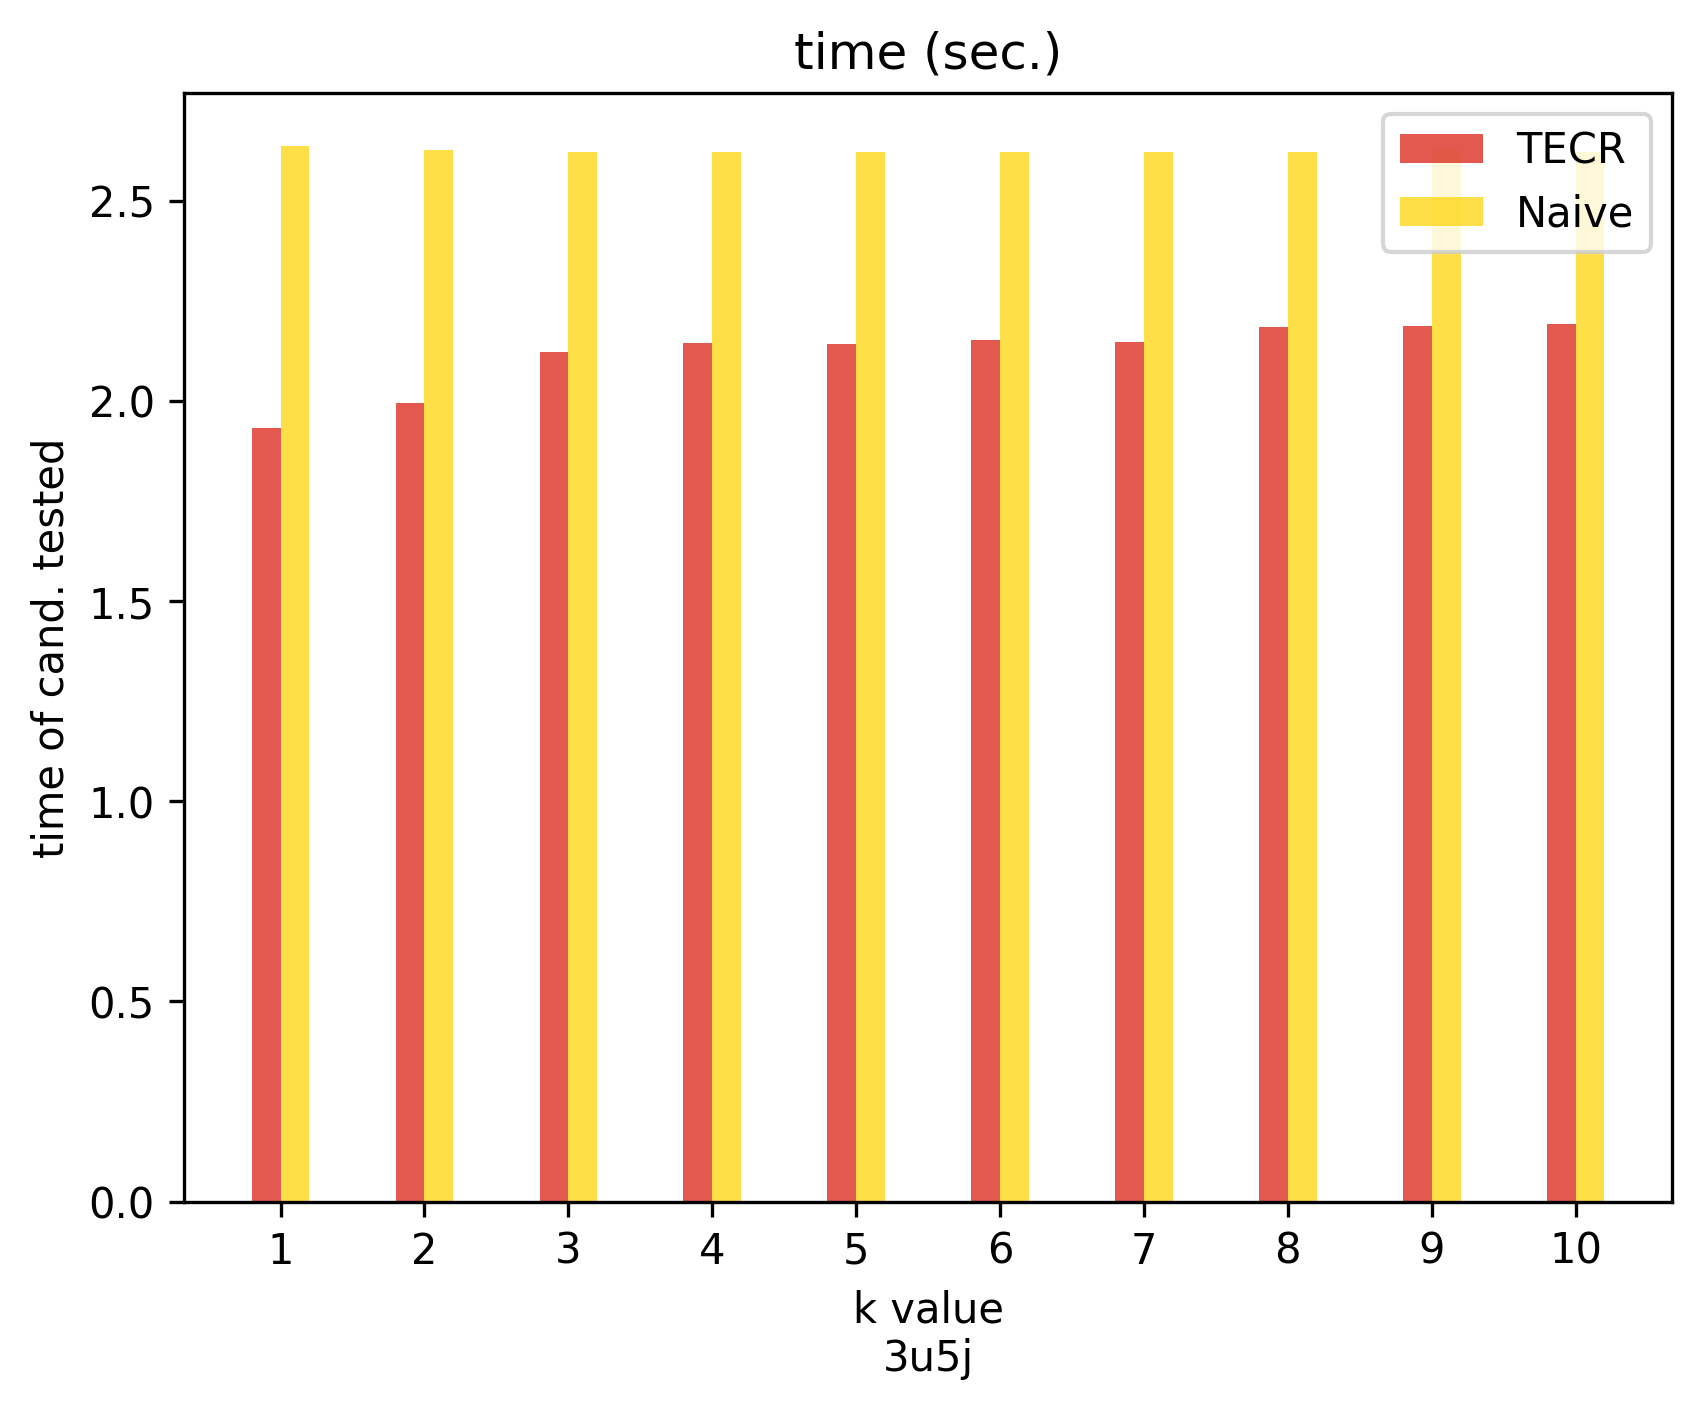 time (sec.)
TECR
Naive
time of cand. tested
2.5
2.0
1.5
1.0
0.5
0.0
1 2 3 4 5 6 7 8 9 10
k value
3u5j